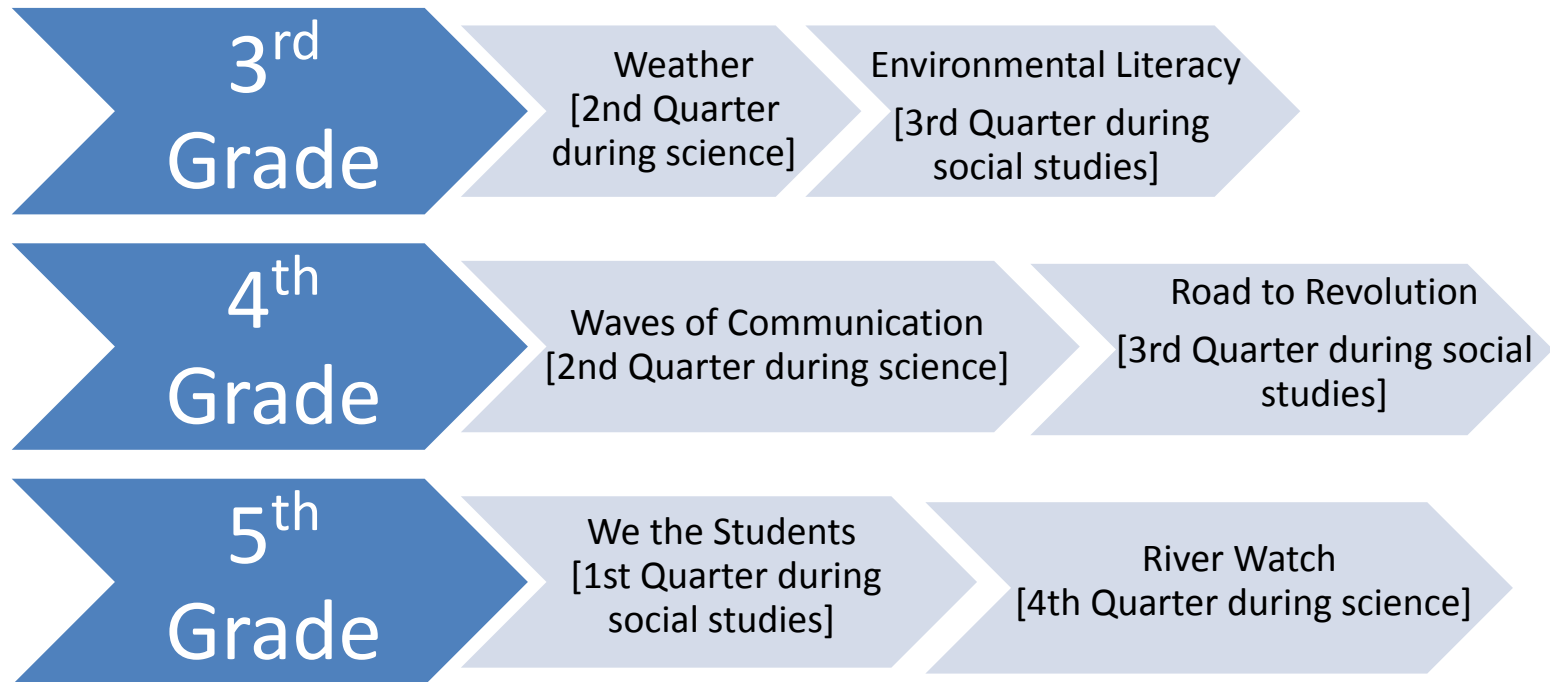 3rd
Grade
Weather
[2nd Quarter
during science]
Environmental Literacy
[3rd Quarter during
social studies]
4th
Grade
Waves of Communication
[2nd Quarter during science]
Road to Revolution
[3rd Quarter during social
studies]
5th
Grade
We the Students
[1st Quarter during
social studies]
River Watch
[4th Quarter during science]